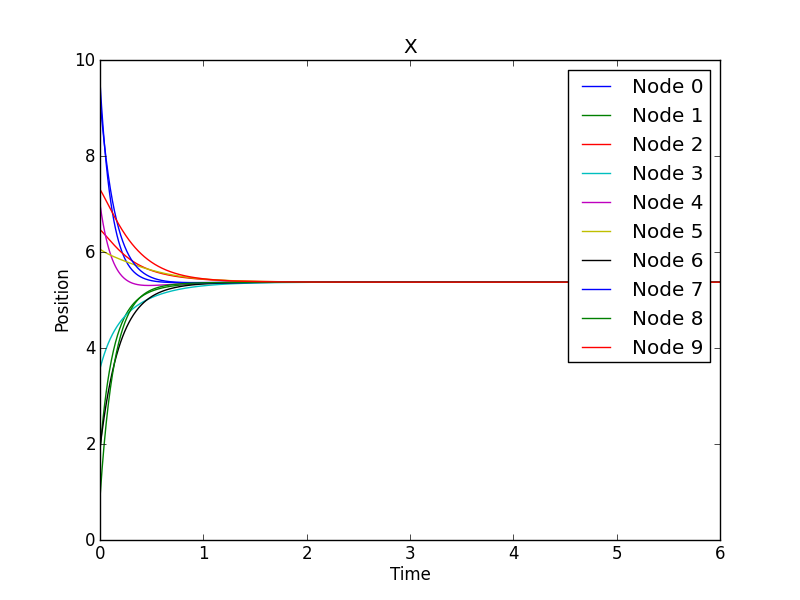 X
10
8
6
4
2
0
Position
0 1 2 3 4 5 6
Time
Node 0
Node 1
Node 2
Node 3
Node 4
Node 5
Node 6
Node 7
Node 8
Node 9